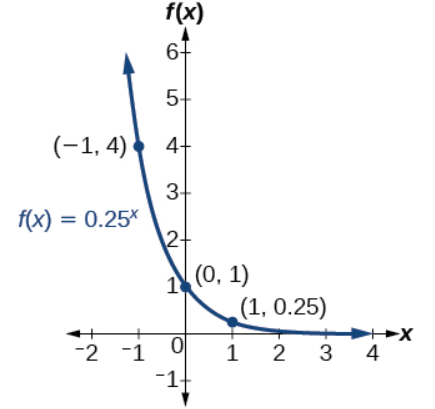 f(x)
6
5
(−1, 4) 4
3
f(x) = 0.25ˣ
2
1 (0, 1)
(1, 0.25)
−2 −1 0 1 2 3 4 x
−1